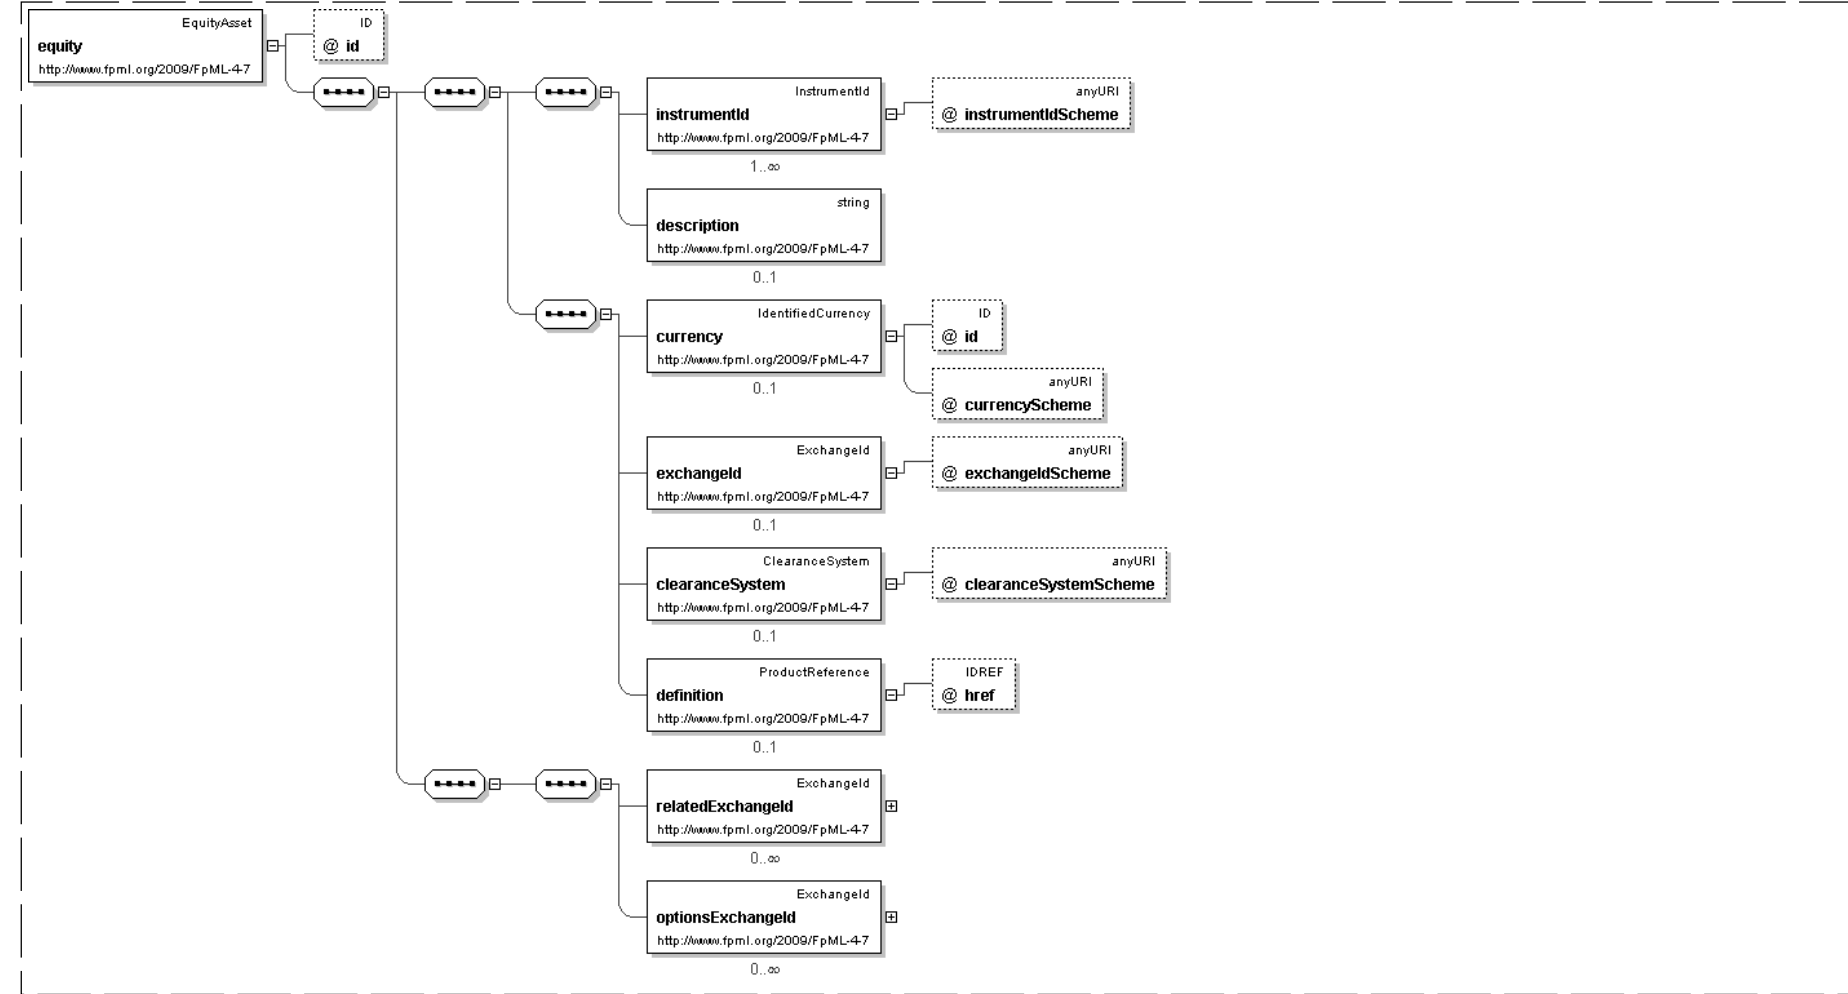 EquityAsset
equity
http://www.fpml.org/2009/FpML-4-7
ID
@ id
InstrumentId
instrumentId
http://www.fpml.org/2009/FpML-4-7
1..∞
anyURI
@ instrumentIdScheme
string
description
http://www.fpml.org/2009/FpML-4-7
0..1
IdentifiedCurrency
currency
http://www.fpml.org/2009/FpML-4-7
0..1
ID
@ id
anyURI
@ currencyScheme
ExchangeId
exchangeId
http://www.fpml.org/2009/FpML-4-7
0..1
anyURI
@ exchangeIdScheme
ClearanceSystem
clearanceSystem
http://www.fpml.org/2009/FpML-4-7
0..1
anyURI
@ clearanceSystemScheme
ProductReference
definition
http://www.fpml.org/2009/FpML-4-7
0..1
IDREF
@ href
ExchangeId
relatedExchangeId
http://www.fpml.org/2009/FpML-4-7
0..∞
ExchangeId
optionsExchangeId
http://www.fpml.org/2009/FpML-4-7
0..∞